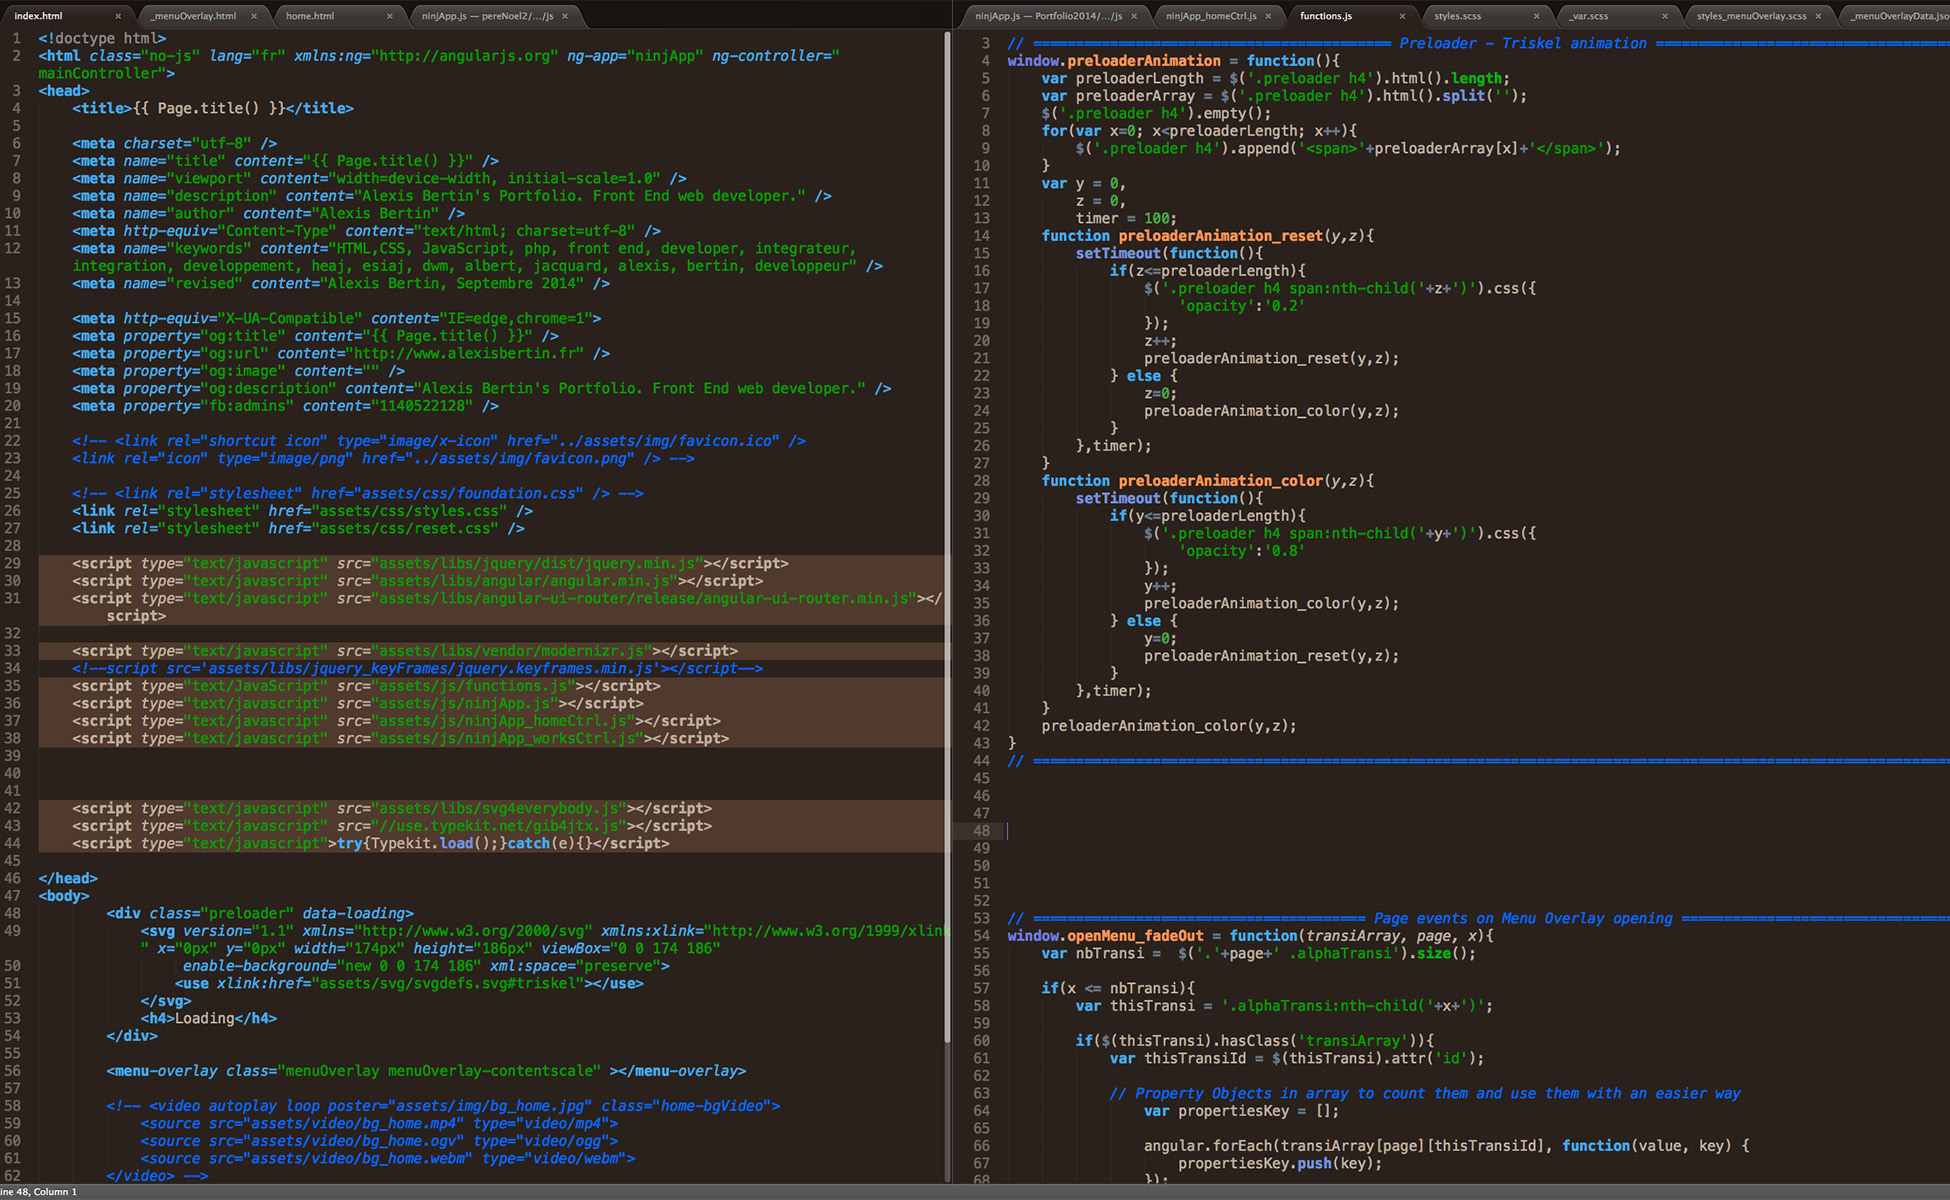 index.html × _menuOverlay.html × home.html × ninjApp.js — pereNoel2/.../js ×
1 <!doctype html>
2 <html class="no-js" lang="fr" xmlns:ng="http://angularjs.org" ng-app="ninjApp" ng-controller="
mainController">
3 <head>
4 <title>{{ Page.title() }}</title>
5
6 <meta charset="utf-8" />
7 <meta name="title" content="{{ Page.title() }}" />
8 <meta name="viewport" content="width=device-width, initial-scale=1.0" />
9 <meta name="description" content="Alexis Bertin's Portfolio. Front End web developer." />
10 <meta name="author" content="Alexis Bertin" />
11 <meta http-equiv="Content-Type" content="text/html; charset=utf-8" />
12 <meta name="keywords" content="HTML,CSS, JavaScript, php, front end, developer, integrateur,
integration, developpement, heaj, esiaj, dwm, albert, jacquard, alexis, bertin, developpeur" />
13 <meta name="revised" content="Alexis Bertin, Septembre 2014" />
14
15 <meta http-equiv="X-UA-Compatible" content="IE=edge,chrome=1">
16 <meta property="og:title" content="{{ Page.title() }}" />
17 <meta property="og:url" content="http://www.alexisbertin.fr" />
18 <meta property="og:image" content="" />
19 <meta property="og:description" content="Alexis Bertin's Portfolio. Front End web developer." />
20 <meta property="fb:admins" content="1140522128" />
21
22 <!-- <link rel="shortcut icon" type="image/x-icon" href="../assets/img/favicon.ico" />
23 <link rel="icon" type="image/png" href="../assets/img/favicon.png" /> -->
24
25 <!-- <link rel="stylesheet" href="assets/css/foundation.css" /> -->
26 <link rel="stylesheet" href="assets/css/styles.css" />
27 <link rel="stylesheet" href="assets/css/reset.css" />
28
29 <script type="text/javascript" src="assets/libs/jquery/dist/jquery.min.js"></script>
30 <script type="text/javascript" src="assets/libs/angular/angular.min.js"></script>
31 <script type="text/javascript" src="assets/libs/angular-ui-router/release/angular-ui-router.min.js"></
script>
32
33 <script type="text/javascript" src="assets/libs/vendor/modernizr.js"></script>
34 <!--script src='assets/libs/jquery_keyFrames/jquery.keyframes.min.js'></script-->
35 <script type="text/JavaScript" src="assets/js/functions.js"></script>
36 <script type="text/javascript" src="assets/js/ninjApp.js"></script>
37 <script type="text/javascript" src="assets/js/ninjApp_homeCtrl.js"></script>
38 <script type="text/javascript" src="assets/js/ninjApp_worksCtrl.js"></script>
39
40
41
42 <script type="text/javascript" src="assets/libs/svg4everybody.js"></script>
43 <script type="text/javascript" src="//use.typekit.net/gib4jtx.js"></script>
44 <script type="text/javascript">try{Typekit.load();}catch(e){}</script>
45
46 </head>
47 <body>
48 <div class="preloader" data-loading>
49 <svg version="1.1" xmlns="http://www.w3.org/2000/svg" xmlns:xlink="http://www.w3.org/1999/xlink
" x="0px" y="0px" width="174px" height="186px" viewBox="0 0 174 186"
50 enable-background="new 0 0 174 186" xml:space="preserve">
51 <use xlink:href="assets/svg/svgdefs.svg#triskel"></use>
52 </svg>
53 <h4>Loading</h4>
54 </div>
55
56 <menu-overlay class="menuOverlay menuOverlay-contentscale" ></menu-overlay>
57
58 <!-- <video autoplay loop poster="assets/img/bg_home.jpg" class="home-bgVideo">
59 <source src="assets/video/bg_home.mp4" type="video/mp4">
60 <source src="assets/video/bg_home.ogv" type="video/ogg">
61 <source src="assets/video/bg_home.webm" type="video/webm">
62 </video> -->
ine 48, Column 1
ninjApp.js — Portfolio2014/.../js × ninjApp_homeCtrl.js × functions.js × styles.scss × _var.scss × styles_menuOverlay.scss × _menuOverlayData.jso
3 // ========================================== Preloader - Triskel animation ===================================
4 window.preloaderAnimation = function(){
5 var preloaderLength = $('.preloader h4').html().length;
6 var preloaderArray = $('.preloader h4').html().split('');
7 $('.preloader h4').empty();
8 for(var x=0; x<preloaderLength; x++){
9 $('.preloader h4').append('<span>'+preloaderArray[x]+'</span>');
10 }
11 var y = 0,
12 z = 0,
13 timer = 100;
14 function preloaderAnimation_reset(y,z){
15 setTimeout(function(){
16 if(z<=preloaderLength){
17 $('.preloader h4 span:nth-child('+z+')').css({
18 'opacity':'0.2'
19 });
20 z++;
21 preloaderAnimation_reset(y,z);
22 } else {
23 z=0;
24 preloaderAnimation_color(y,z);
25 }
26 },timer);
27 }
28 function preloaderAnimation_color(y,z){
29 setTimeout(function(){
30 if(y<=preloaderLength){
31 $('.preloader h4 span:nth-child('+y+')').css({
32 'opacity':'0.8'
33 });
34 y++;
35 preloaderAnimation_color(y,z);
36 } else {
37 y=0;
38 preloaderAnimation_reset(y,z);
39 }
40 },timer);
41 }
42 preloaderAnimation_color(y,z);
43 }
44 // ============================================================================================================
45
46
47
48
49
50
51
52
53 // ======================================= Page events on Menu Overlay opening ================================
54 window.openMenu_fadeOut = function(transiArray, page, x){
55 var nbTransi = $('.'+page+' .alphaTransi').size();
56
57 if(x <= nbTransi){
58 var thisTransi = '.alphaTransi:nth-child('+x+')';
59
60 if($(thisTransi).hasClass('transiArray')){
61 var thisTransiId = $(thisTransi).attr('id');
62
63 // Property Objects in array to count them and use them with an easier way
64 var propertiesKey = [];
65
66 angular.forEach(transiArray[page][thisTransiId], function(value, key) {
67 propertiesKey.push(key);
68 });